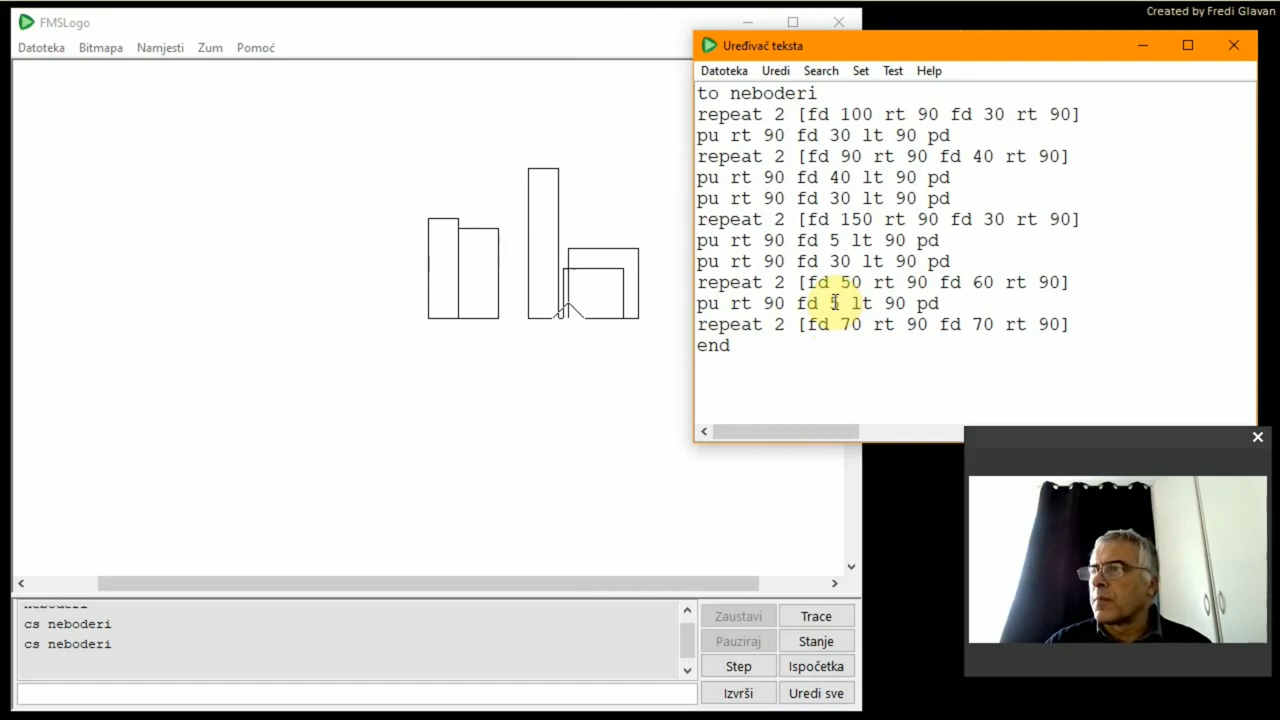 Created by Fredi Glavan
FMSLogo
Datoteka Bitmapa Namjesti Zum Pomoć
Uređivač teksta
Datoteka Uredi Search Set Test Help
to neboderi
repeat 2 [fd 100 rt 90 fd 30 rt 90]
pu rt 90 fd 30 lt 90 pd
repeat 2 [fd 90 rt 90 fd 40 rt 90]
pu rt 90 fd 40 lt 90 pd
pu rt 90 fd 30 lt 90 pd
repeat 2 [fd 150 rt 90 fd 30 rt 90]
pu rt 90 fd 5 lt 90 pd
pu rt 90 fd 30 lt 90 pd
repeat 2 [fd 50 rt 90 fd 60 rt 90]
pu rt 90 fd 5 lt 90 pd
repeat 2 [fd 70 rt 90 fd 70 rt 90]
end
neboderi
cs neboderi
cs neboderi
Zaustavi Trace
Pauziraj Stanje
Step Ispočetka
Izvrši Uredi sve